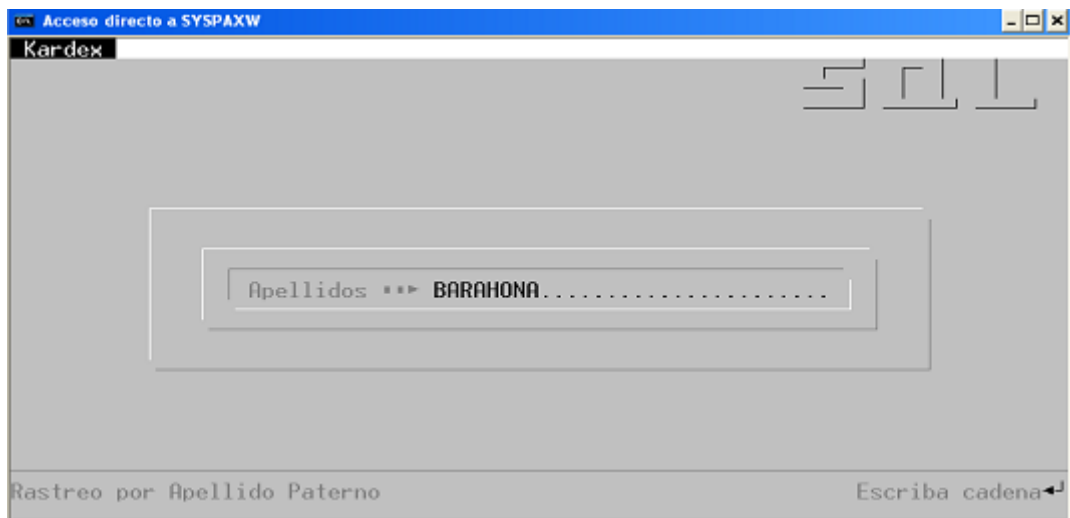 Acceso directo a SYSPAXW
Kardex
Apellidos BARAHONA......................
Rastreo por Apellido Paterno
Escriba cadena